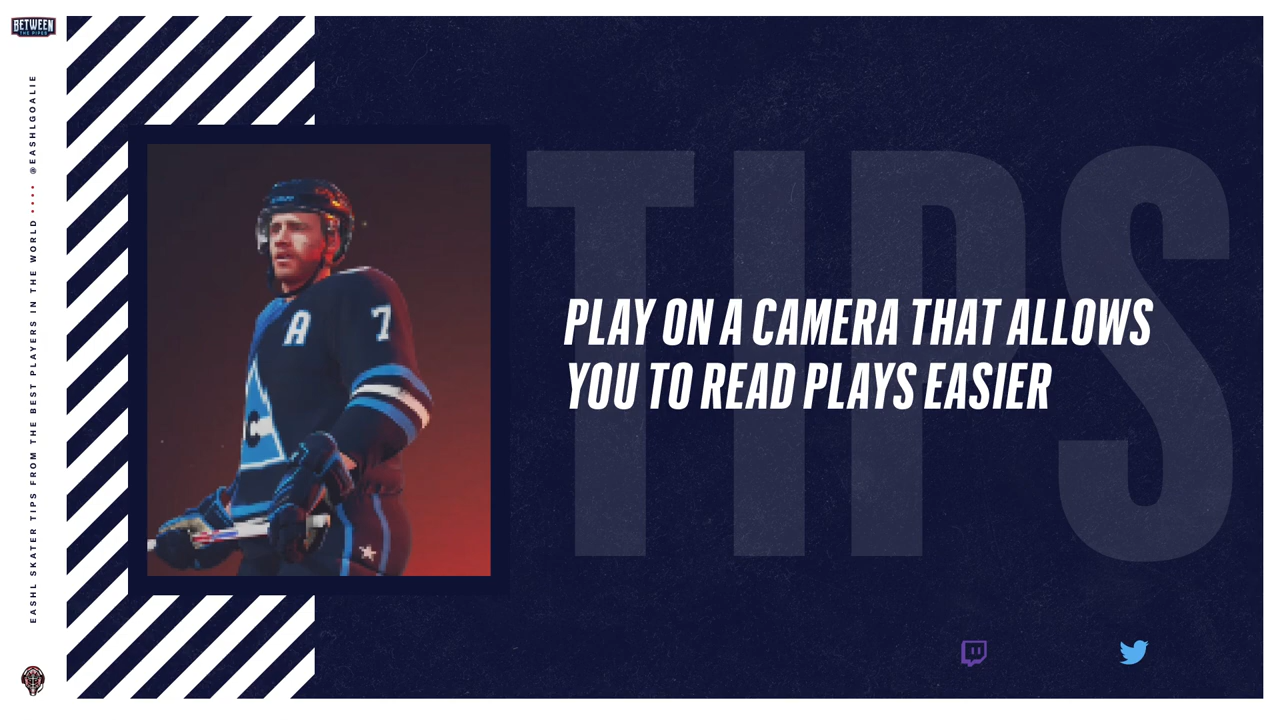 BETWEEN
THE PIPES
EASHL SKATER TIPS FROM THE BEST PLAYERS IN THE WORLD •••• @EASHLGOALIE
TIPS
A
7
C
PLAY ON A CAMERA THAT ALLOWS
YOU TO READ PLAYS EASIER